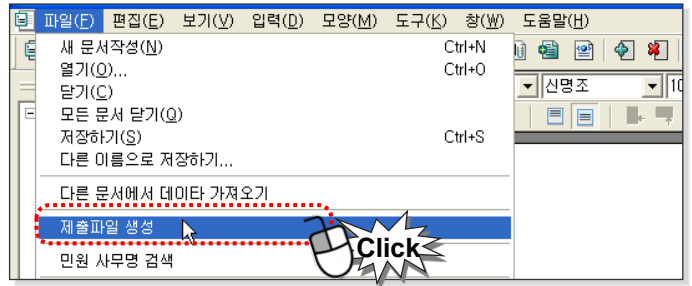 파일(F) 편집(E) 보기(V) 입력(D) 모양(M) 도구(K) 창(W) 도움말(H)
새 문서작성(N) Ctrl+N
열기(O)... Ctrl+O
닫기(C)
신명조 10
모든 문서 닫기(Q)
저장하기(S) Ctrl+S
다른 이름으로 저장하기...
다른 문서에서 데이타 가져오기
제출파일 생성
Click
민원 사무명 검색